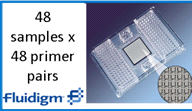 48
samples x
48 primer
pairs
Fluidigm